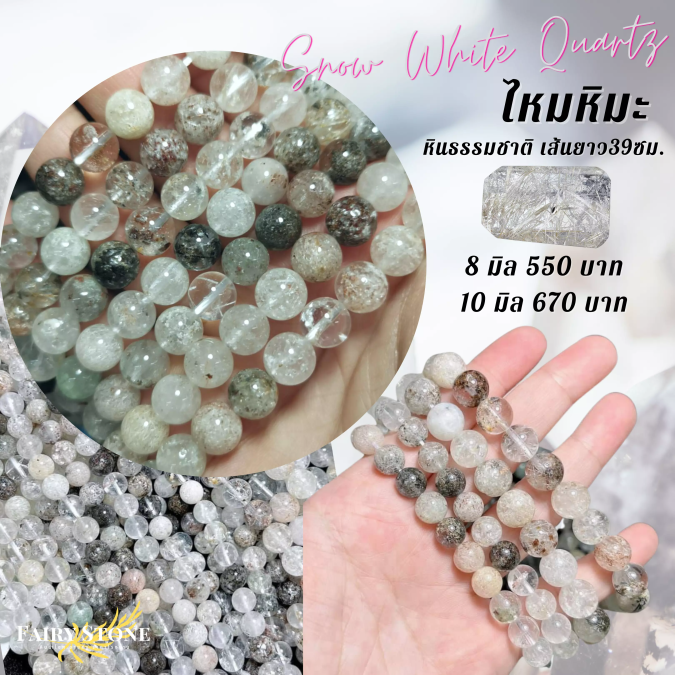 Snow White Quartz
ไหมหิมะ
หินธรรมชาติ เส้นยาว39ซม.
8 มิล 550 บาท
10 มิล 670 บาท
FAIRY STONE